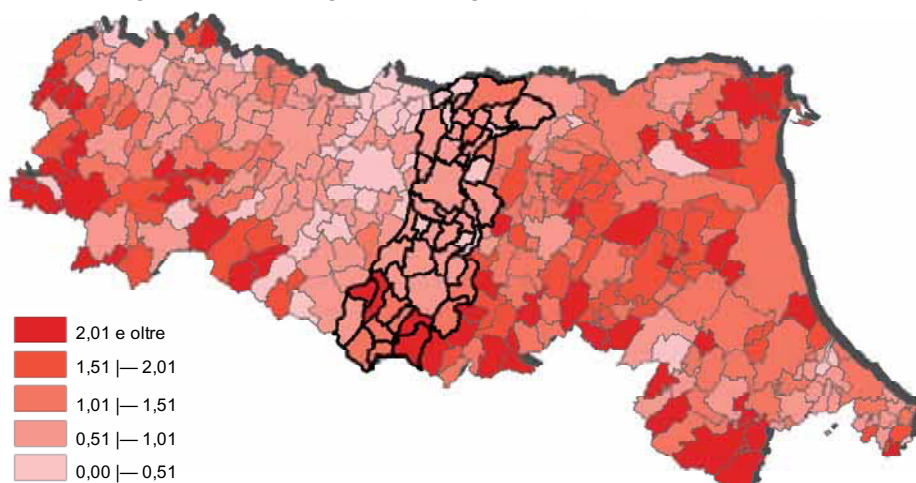 2,01 e oltre
1,51 |— 2,01
1,01 |— 1,51
0,51 |— 1,01
0,00 |— 0,51